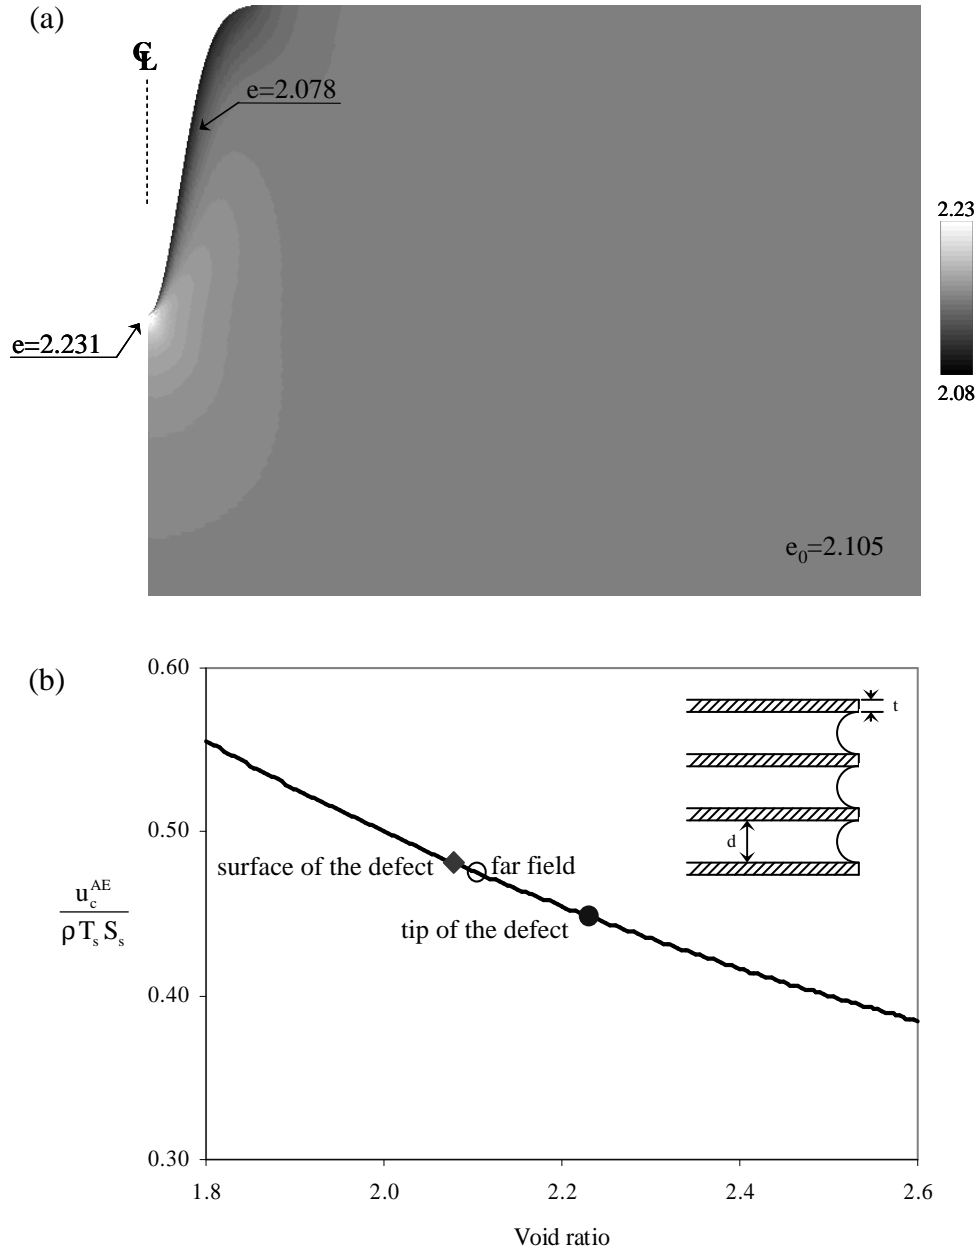 (a)
℄
e=2.078
2.23
e=2.231
2.08
e₀=2.105
(b)
0.60
t
0.50
d
surface of the defect
far field
u_c^AE
ρ T_s S_s
tip of the defect
0.40
0.30
1.8
2.0
2.2
2.4
2.6
Void ratio